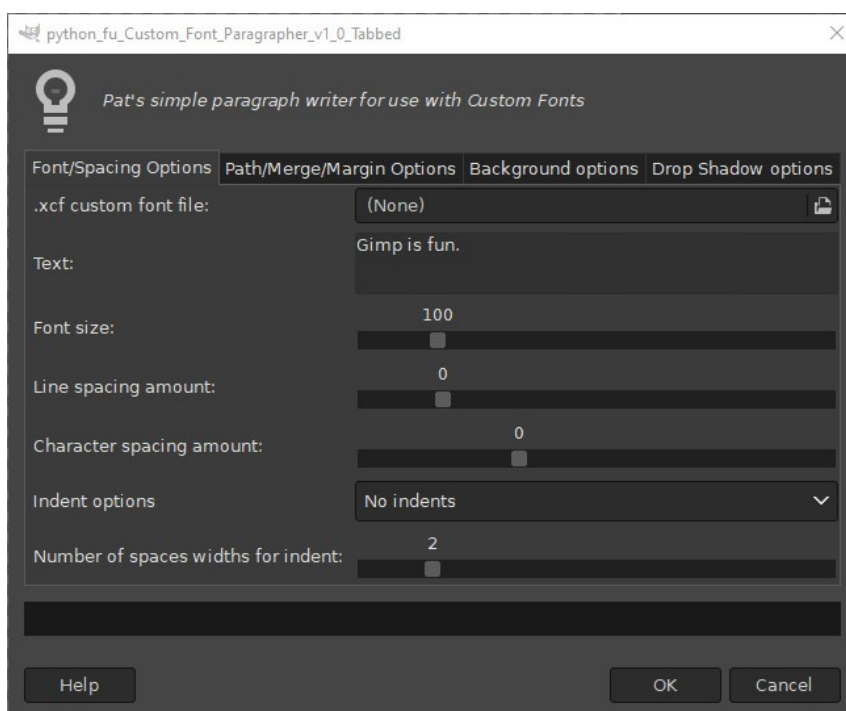 python_fu_Custom_Font_Paragrapher_v1_0_Tabbed
Pat's simple paragraph writer for use with Custom Fonts
Font/Spacing Options Path/Merge/Margin Options Background options Drop Shadow options
.xcf custom font file: (None)
Gimp is fun.
Text:
100
Font size:
0
Line spacing amount:
0
Character spacing amount:
Indent options No indents
2
Number of spaces widths for indent:
Help OK Cancel